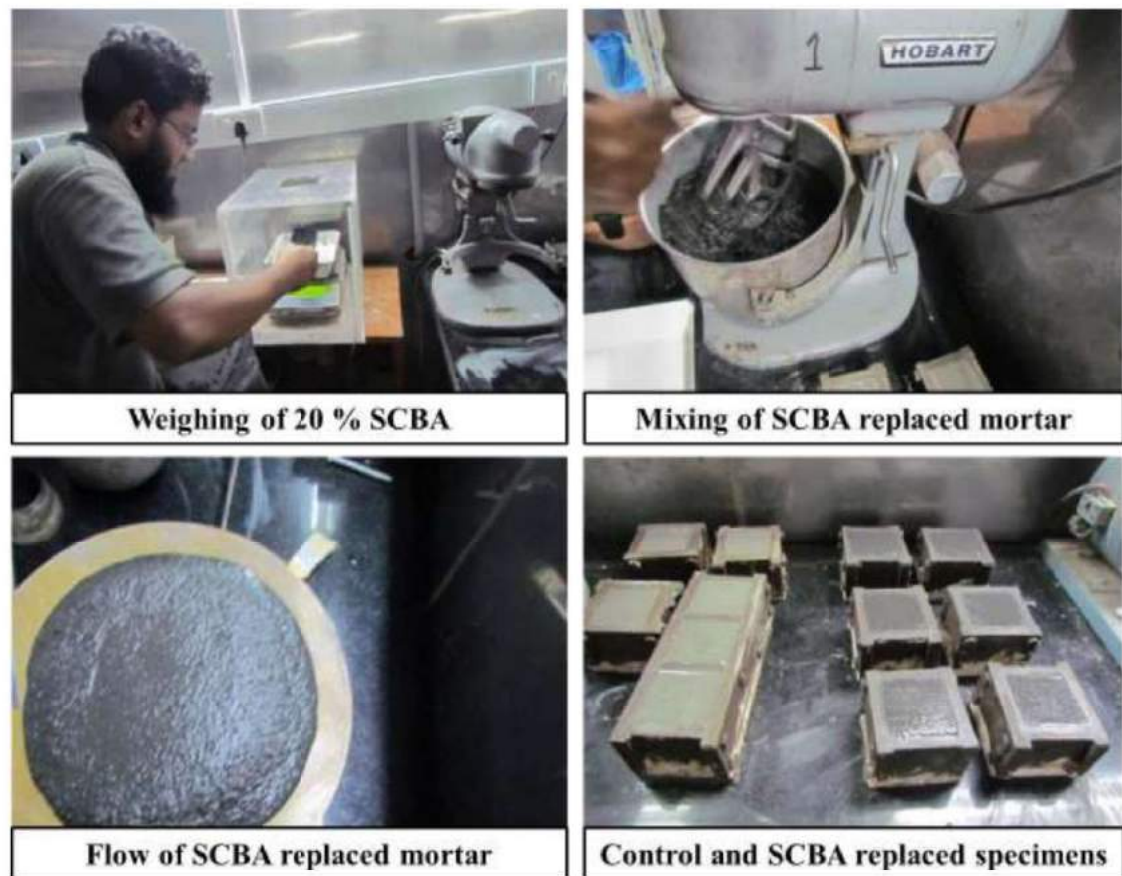 1
HOBART
Weighing of 20 % SCBA
Mixing of SCBA replaced mortar
Flow of SCBA replaced mortar
Control and SCBA replaced specimens